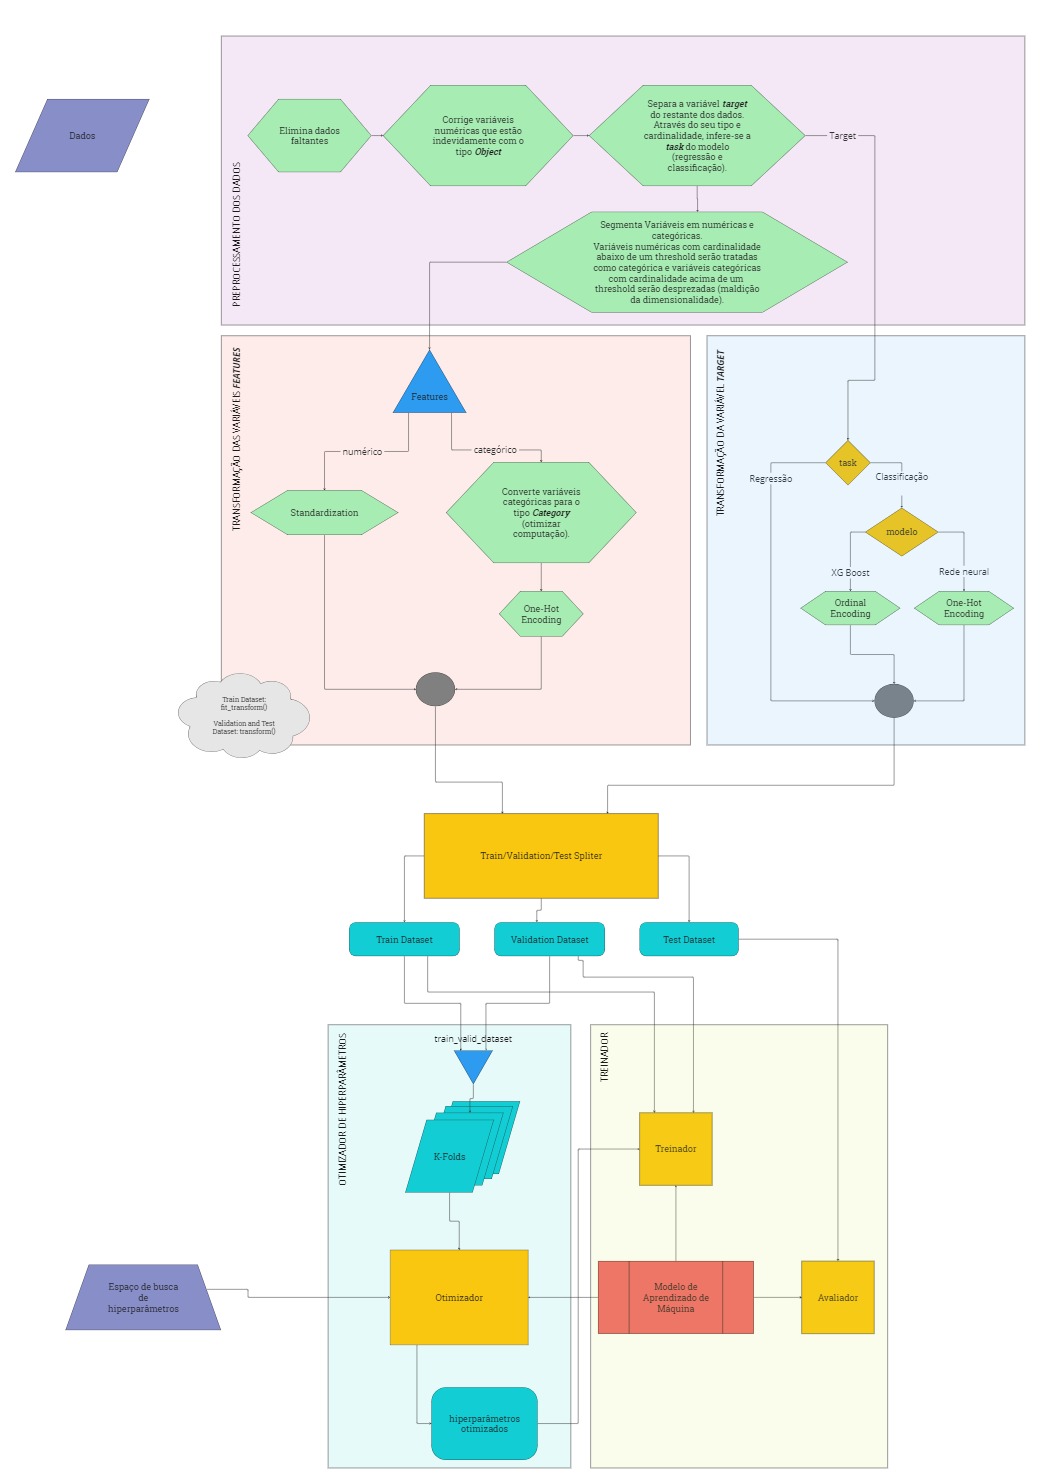 Dados
PREPROCESSAMENTO DOS DADOS
Elimina dados
faltantes
Corrige variáveis
numéricas que estão
indevidamente com o
tipo Object
Separa a variável target
do restante dos dados.
Através do seu tipo e
cardinalidade, infere-se a
task do modelo
(regressão e
classificação).
Target
Segmenta Variáveis em numéricas e
categóricas.
Variáveis numéricas com cardinalidade
abaixo de um threshold serão tratadas
como categórica e variáveis categóricas
com cardinalidade acima de um
threshold serão desprezadas (maldição
da dimensionalidade).
TRANSFORMAÇÃO DAS VARIÁVEIS FEATURES
Features
numérico
categórico
Standardization
Converte variáveis
categóricas para o
tipo Category
(otimizar
computação).
One-Hot
Encoding
Train Dataset:
fit_transform()
Validation and Test
Dataset: transform()
TRANSFORMAÇÃO DA VARIÁVEL TARGET
task
Regressão
Classificação
modelo
XG Boost
Rede neural
Ordinal
Encoding
One-Hot
Encoding
Train/Validation/Test Spliter
Train Dataset
Validation Dataset
Test Dataset
OTIMIZADOR DE HIPERPARÂMETROS
train_valid_dataset
K-Folds
Espaço de busca
de
hiperparâmetros
Otimizador
hiperparâmetros
otimizados
TREINADOR
Treinador
Modelo de
Aprendizado de
Máquina
Avaliador